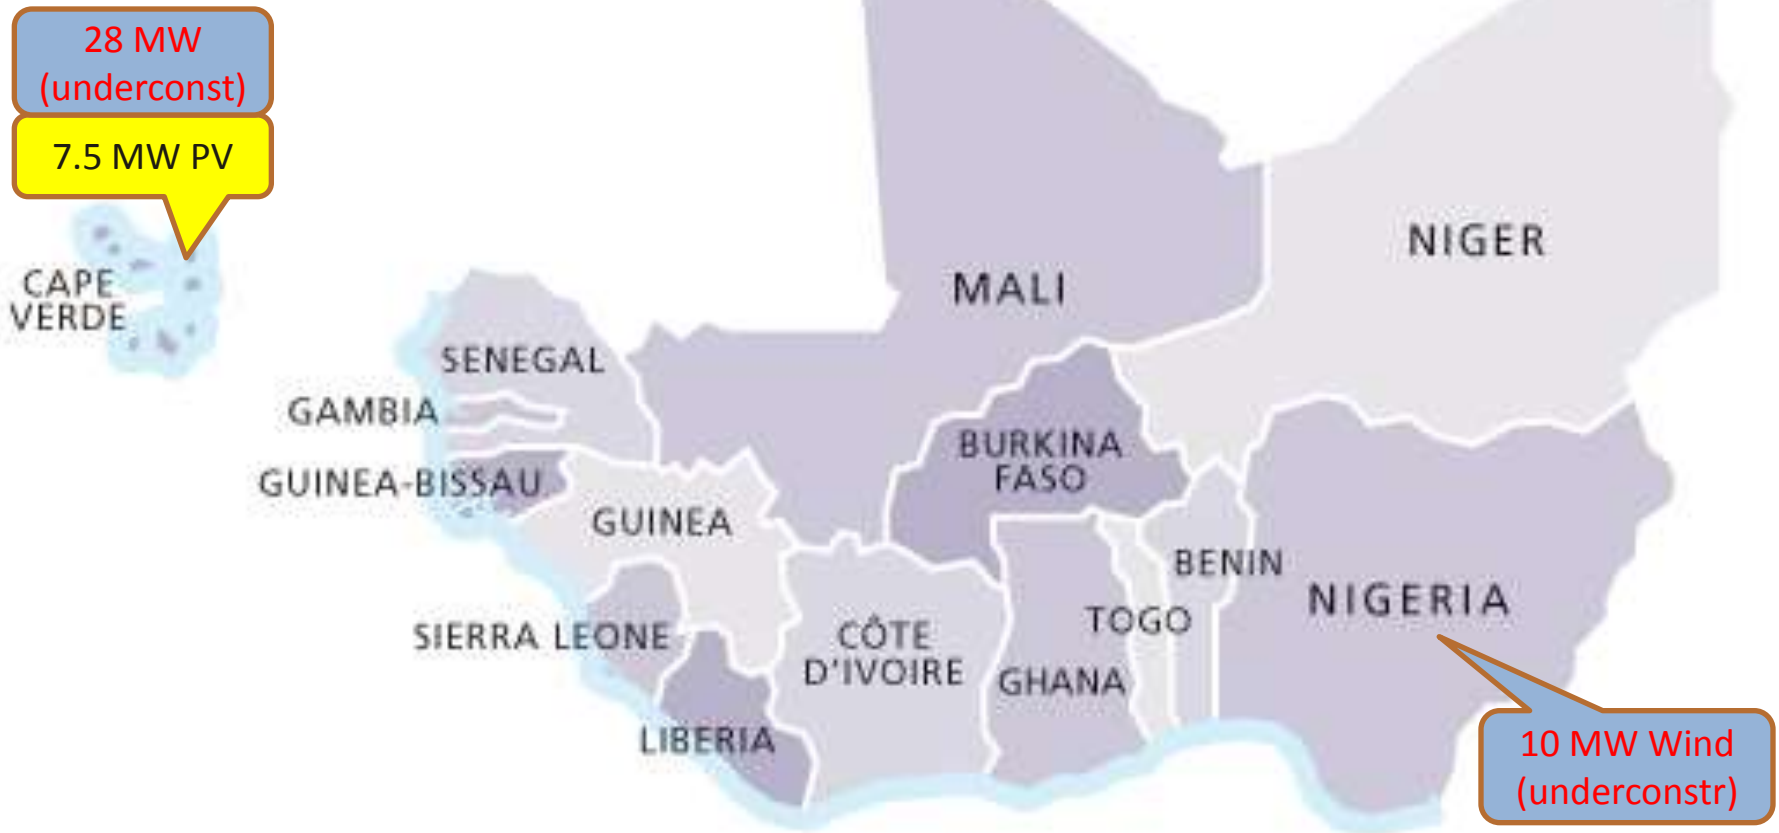 28 MW
(underconst)
7.5 MW PV
CAPE
VERDE
NIGER
MALI
SENEGAL
GAMBIA
BURKINA
FASO
GUINEA-BISSAU
GUINEA
BENIN
NIGERIA
TOGO
SIERRA LEONE
CÔTE
D'IVOIRE
GHANA
LIBERIA
10 MW Wind
(underconstr)